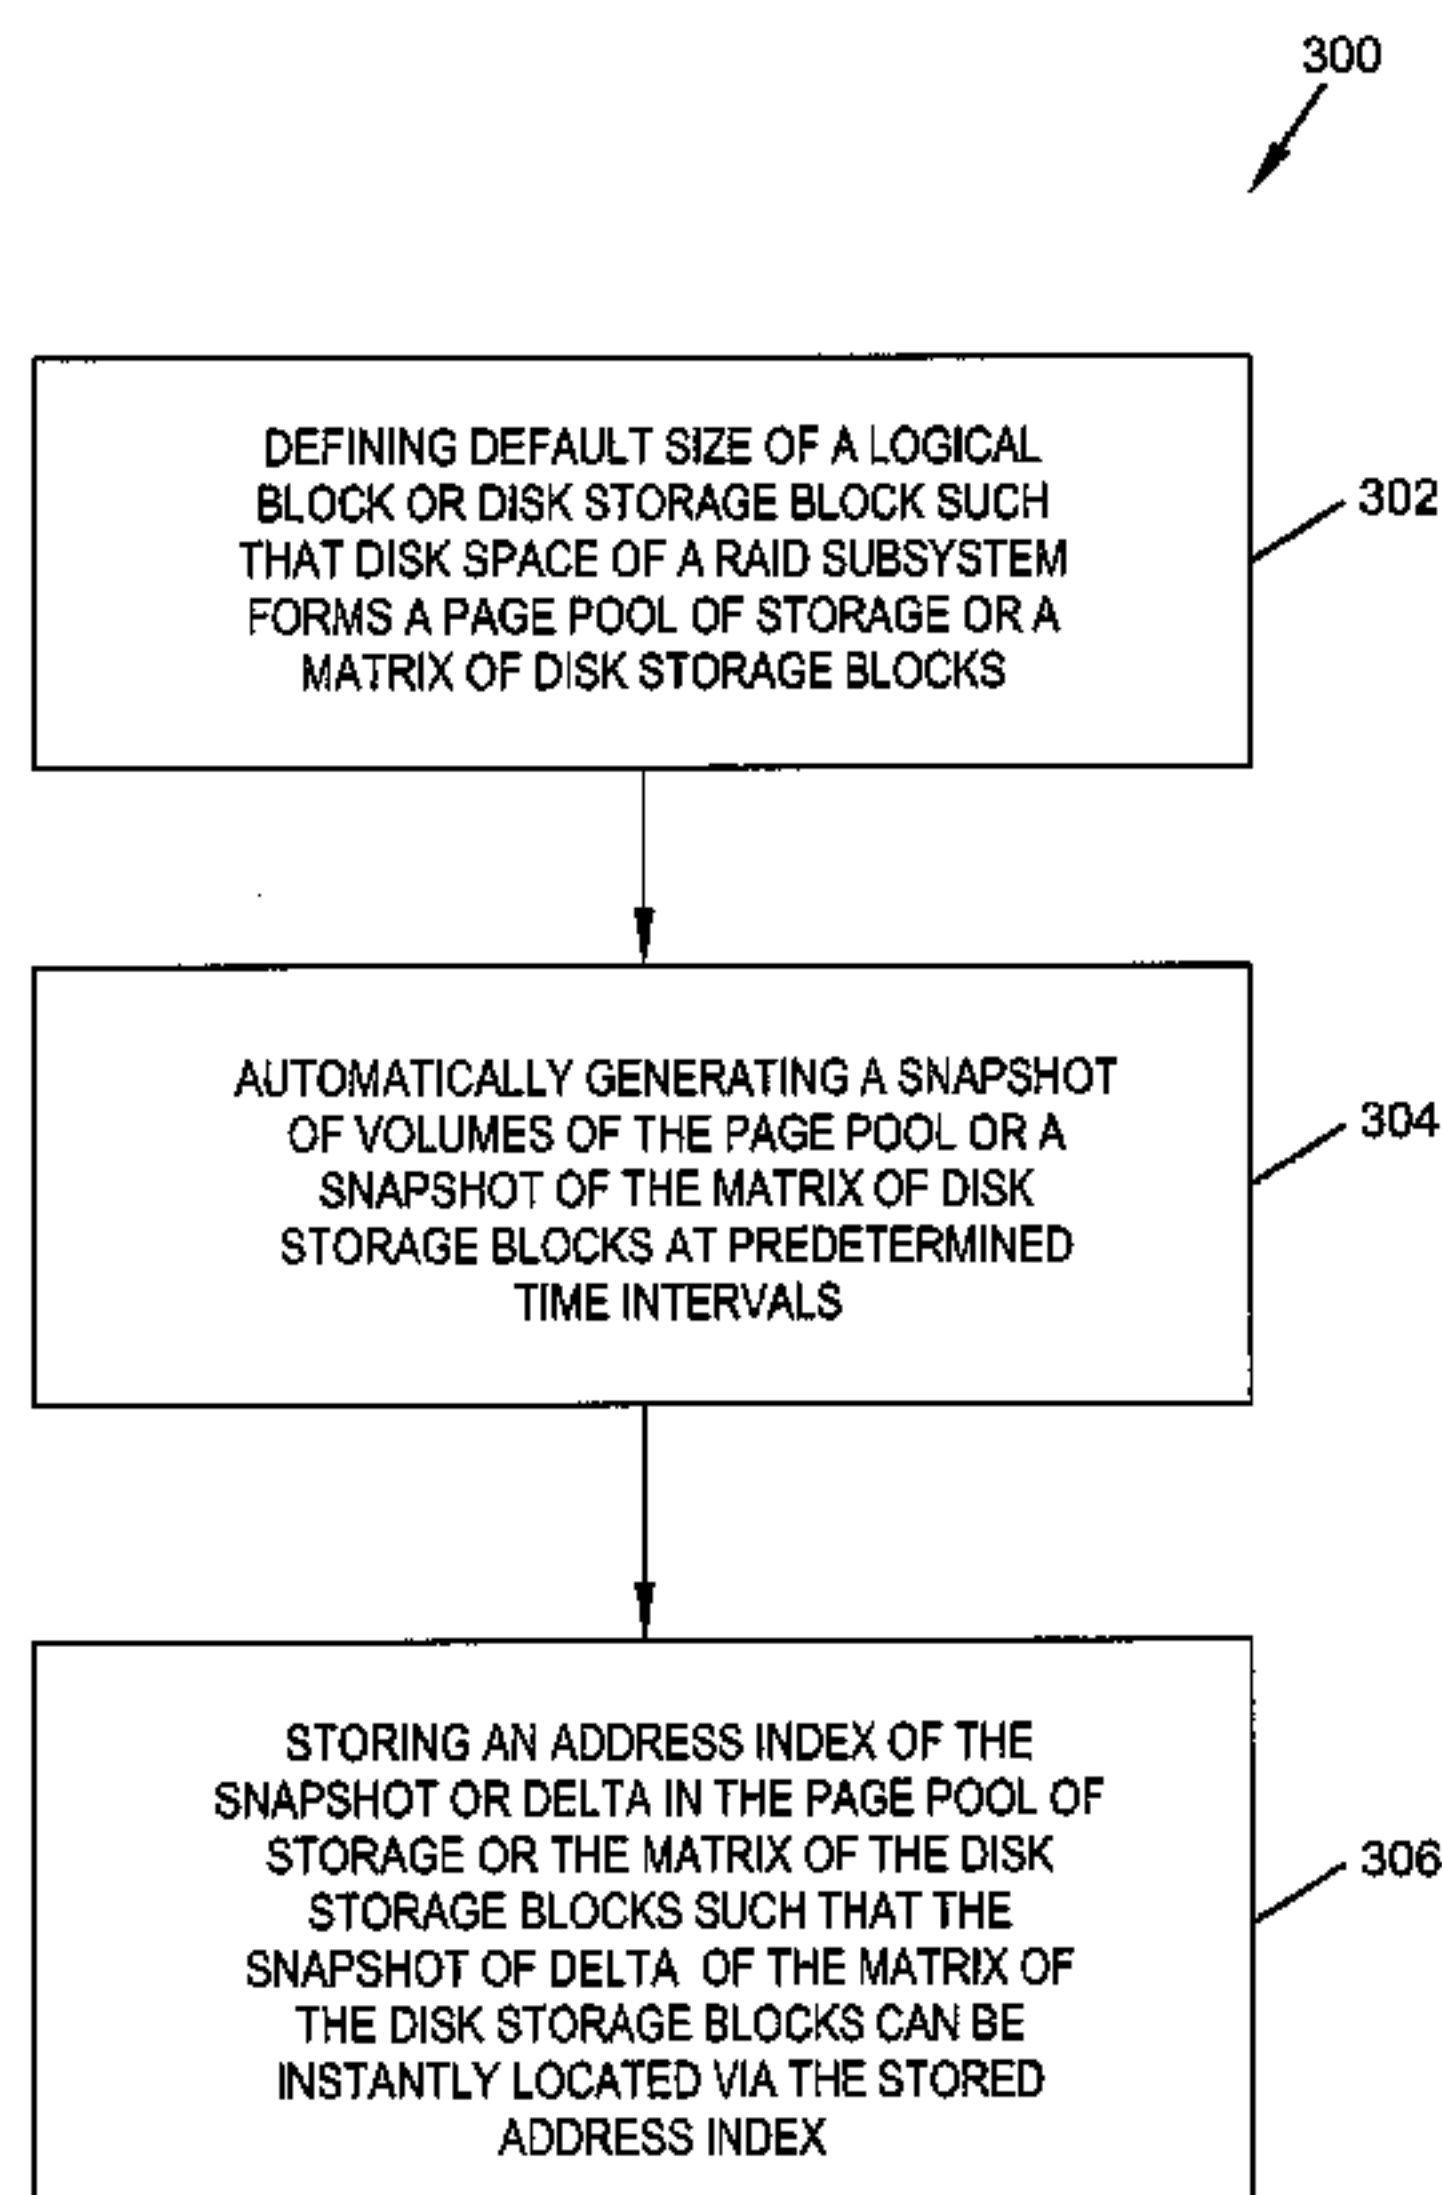 300
DEFINING DEFAULT SIZE OF A LOGICAL
BLOCK OR DISK STORAGE BLOCK SUCH
THAT DISK SPACE OF A RAID SUBSYSTEM
FORMS A PAGE POOL OF STORAGE OR A
MATRIX OF DISK STORAGE BLOCKS
302
AUTOMATICALLY GENERATING A SNAPSHOT
OF VOLUMES OF THE PAGE POOL OR A
SNAPSHOT OF THE MATRIX OF DISK
STORAGE BLOCKS AT PREDETERMINED
TIME INTERVALS
304
STORING AN ADDRESS INDEX OF THE
SNAPSHOT OR DELTA IN THE PAGE POOL OF
STORAGE OR THE MATRIX OF THE DISK
STORAGE BLOCKS SUCH THAT THE
SNAPSHOT OF DELTA OF THE MATRIX OF
THE DISK STORAGE BLOCKS CAN BE
INSTANTLY LOCATED VIA THE STORED
ADDRESS INDEX
306